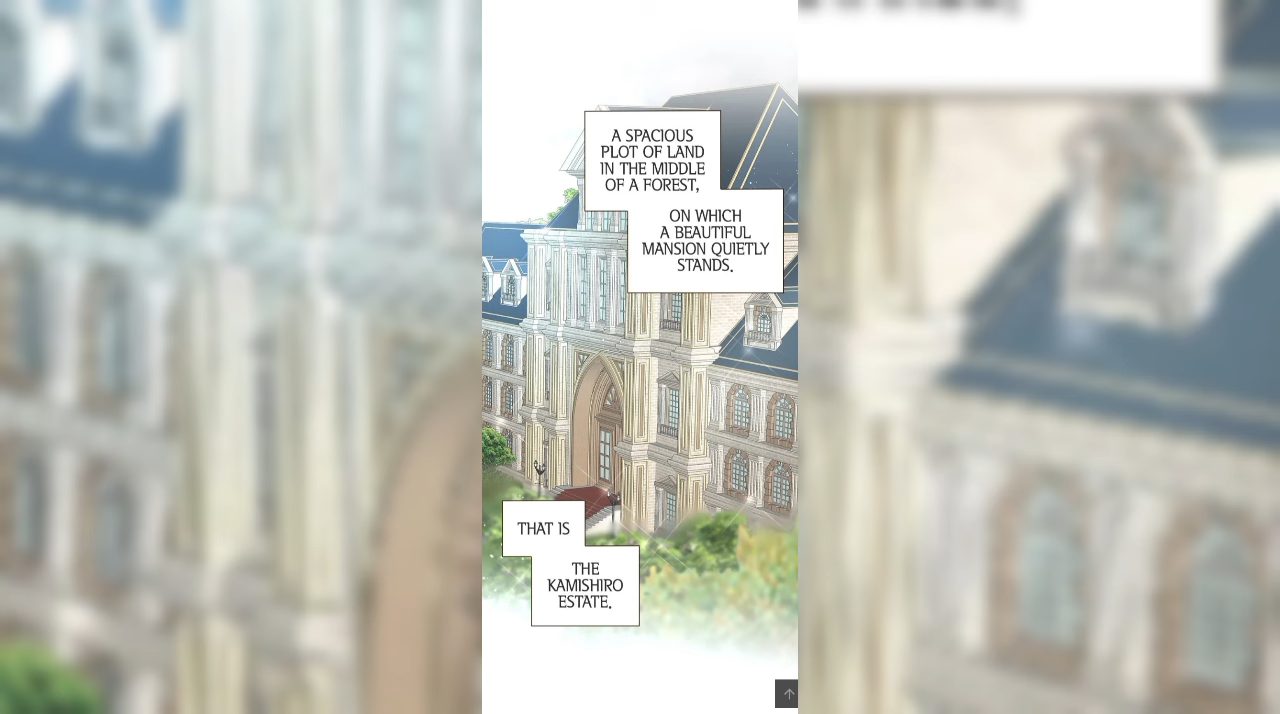 A SPACIOUS
PLOT OF LAND
IN THE MIDDLE
OF A FOREST,
ON WHICH
A BEAUTIFUL
MANSION QUIETLY
STANDS.
THAT IS
THE
KAMISHIRO
ESTATE.